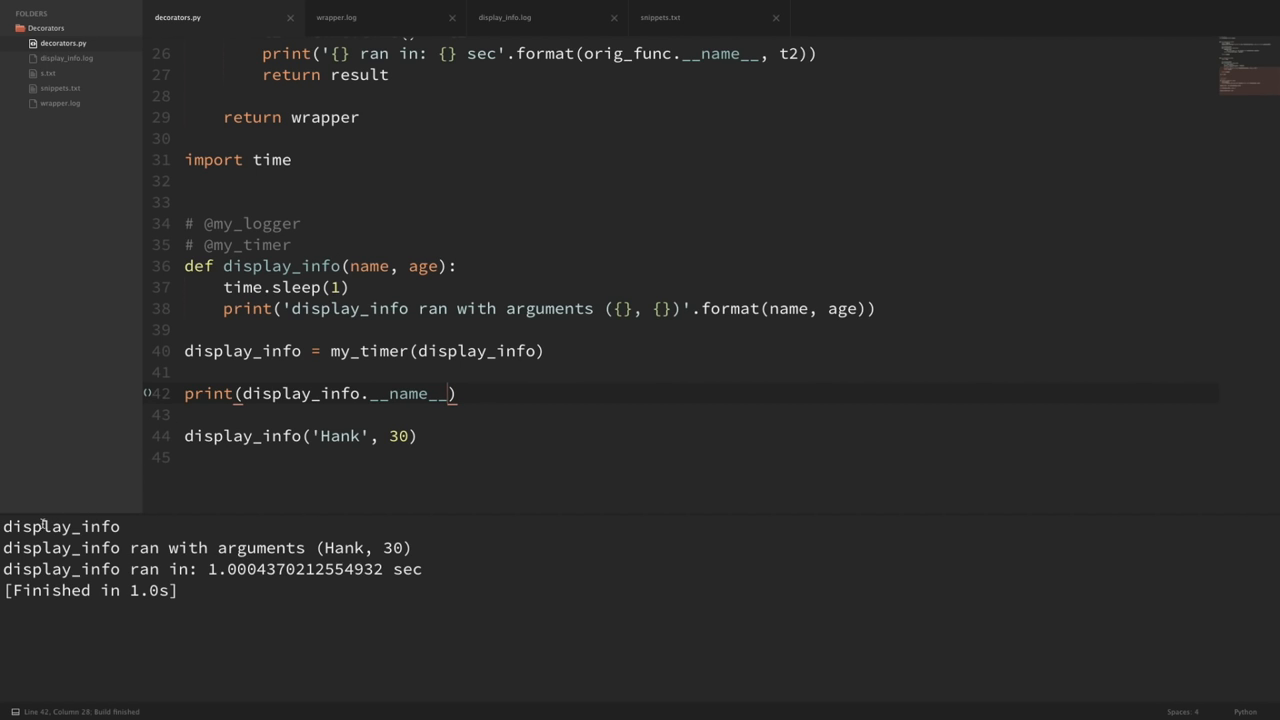 FOLDERS
Decorators
decorators.py
display_info.log
s.txt
snippets.txt
wrapper.log
decorators.py wrapper.log display_info.log snippets.txt
26 print('{} ran in: {} sec'.format(orig_func.__name__, t2))
27 return result
28
29 return wrapper
30
31 import time
32
33
34 # @my_logger
35 # @my_timer
36 def display_info(name, age):
37 time.sleep(1)
38 print('display_info ran with arguments ({}, {})'.format(name, age))
39
40 display_info = my_timer(display_info)
41
42 print(display_info.__name__)
43
44 display_info('Hank', 30)
45
display_info
display_info ran with arguments (Hank, 30)
display_info ran in: 1.0004370212554932 sec
[Finished in 1.0s]
Line 42, Column 28; Build finished Spaces: 4 Python